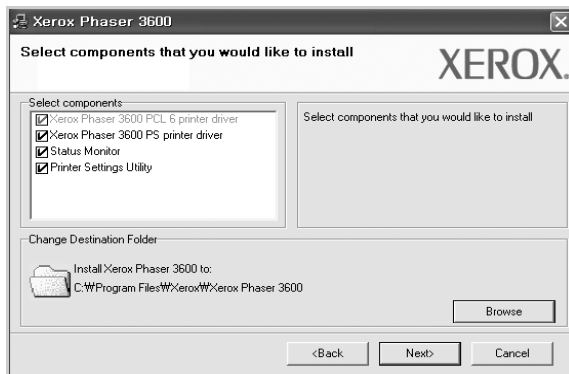 Xerox Phaser 3600
Select components that you would like to install
XEROX.
Select components
Xerox Phaser 3600 PCL 6 printer driver
Xerox Phaser 3600 PS printer driver
Status Monitor
Printer Settings Utility
Select components that you would like to install
Change Destination Folder
Install Xerox Phaser 3600 to:
C:₩Program Files₩Xerox₩Xerox Phaser 3600
Browse
<Back
Next>
Cancel